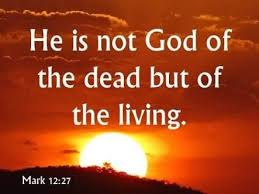 He is not God of
the dead but of
the living.
Mark 12:27